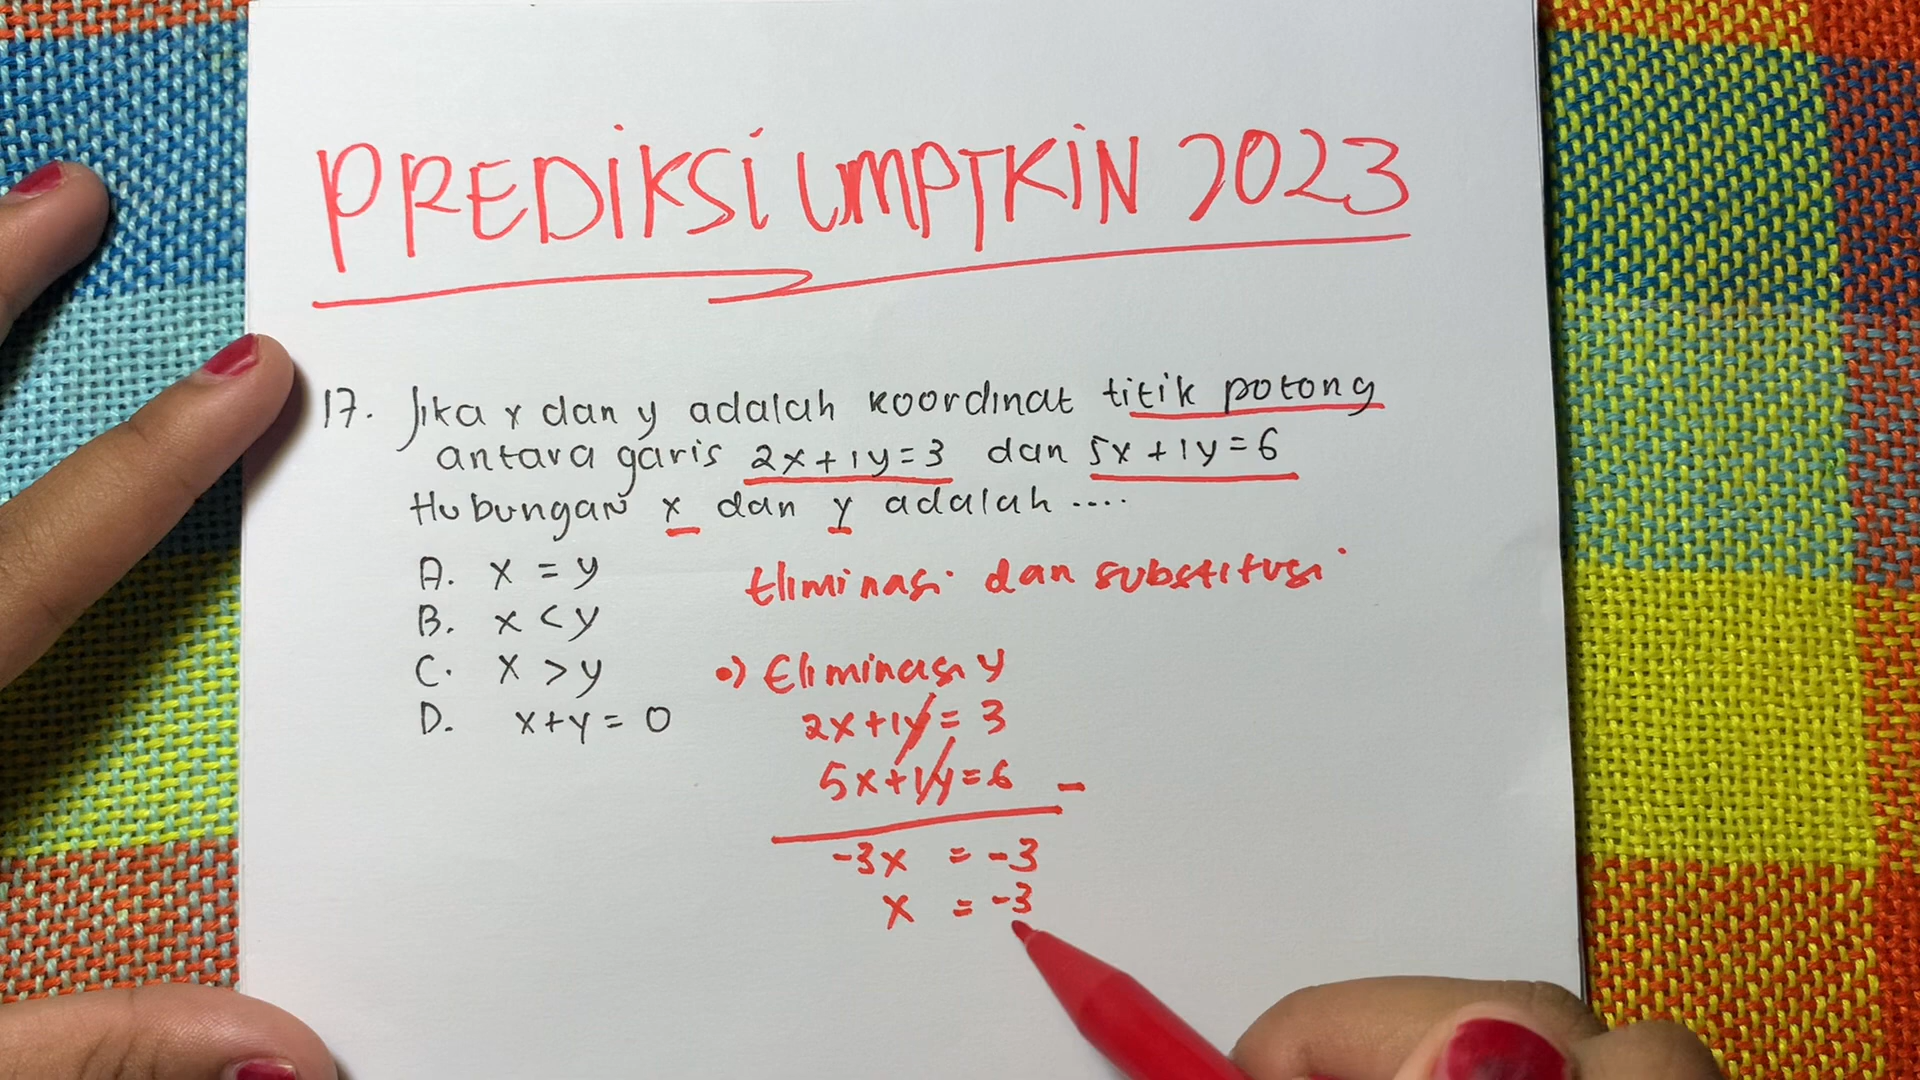 PREDIKSI UMPTKIN 2023
17. Jika x dan y adalah koordinat titik potong
antara garis 2x+1y=3 dan 5x+1y=6
Hubungan x dan y adalah ....
A. x = y
B. x < y
C. x > y
D. x+y = 0
Eliminasi dan substitusi
•) Eliminasi y
2x+1y = 3
5x+1y = 6 -
-3x = -3
x = -3